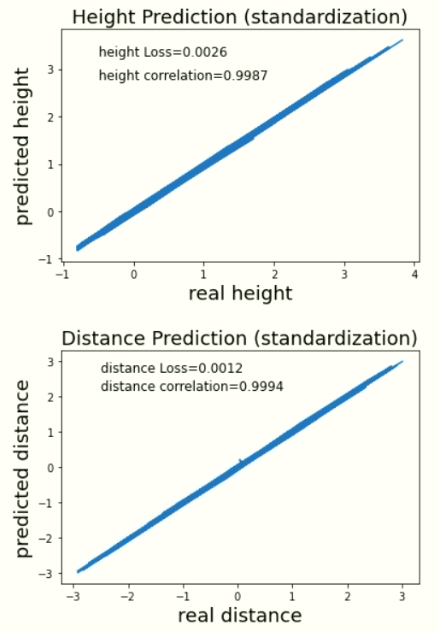 Height Prediction (standardization)
height Loss=0.0026
height correlation=0.9987
predicted height
3
2
1
0
−1
−1 0 1 2 3 4
real height
Distance Prediction (standardization)
distance Loss=0.0012
distance correlation=0.9994
predicted distance
3
2
1
0
−1
−2
−3
−3 −2 −1 0 1 2 3
real distance